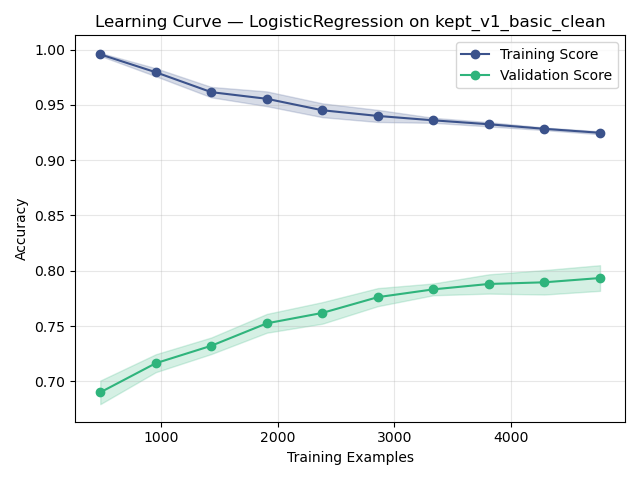 Learning Curve — LogisticRegression on kept_v1_basic_clean
Training Score
Validation Score
Accuracy
1.00
0.95
0.90
0.85
0.80
0.75
0.70
1000 2000 3000 4000
Training Examples